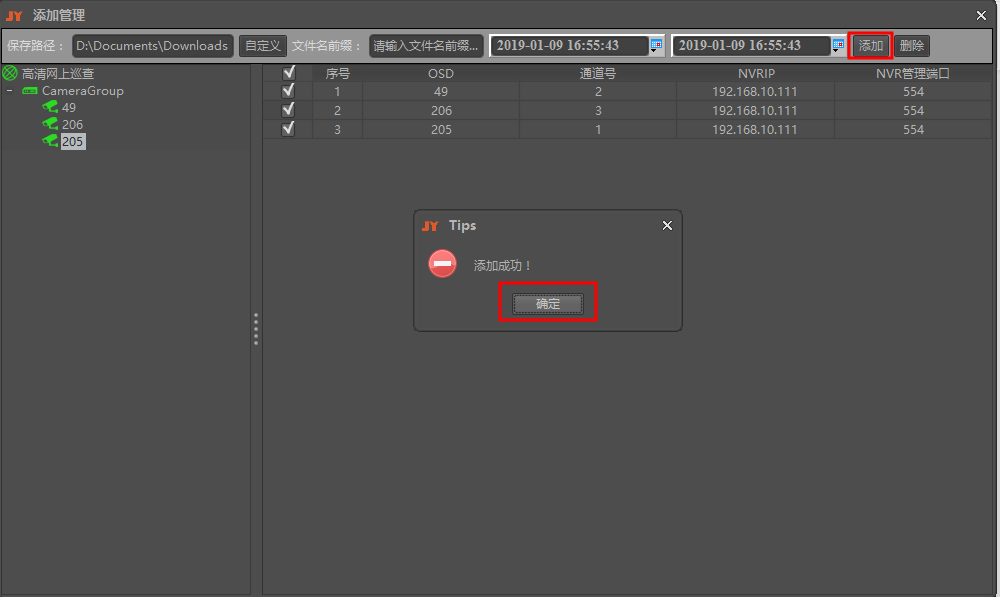 JY 添加管理
保存路径： D:\Documents\Downloads 自定义 文件名前缀： 请输入文件名前缀... 2019-01-09 16:55:43 2019-01-09 16:55:43 添加 删除
高清网上巡查
CameraGroup
49
206
205
序号 OSD 通道号 NVRIP NVR管理端口
1 49 2 192.168.10.111 554
2 206 3 192.168.10.111 554
3 205 1 192.168.10.111 554
JY Tips
添加成功！
确定